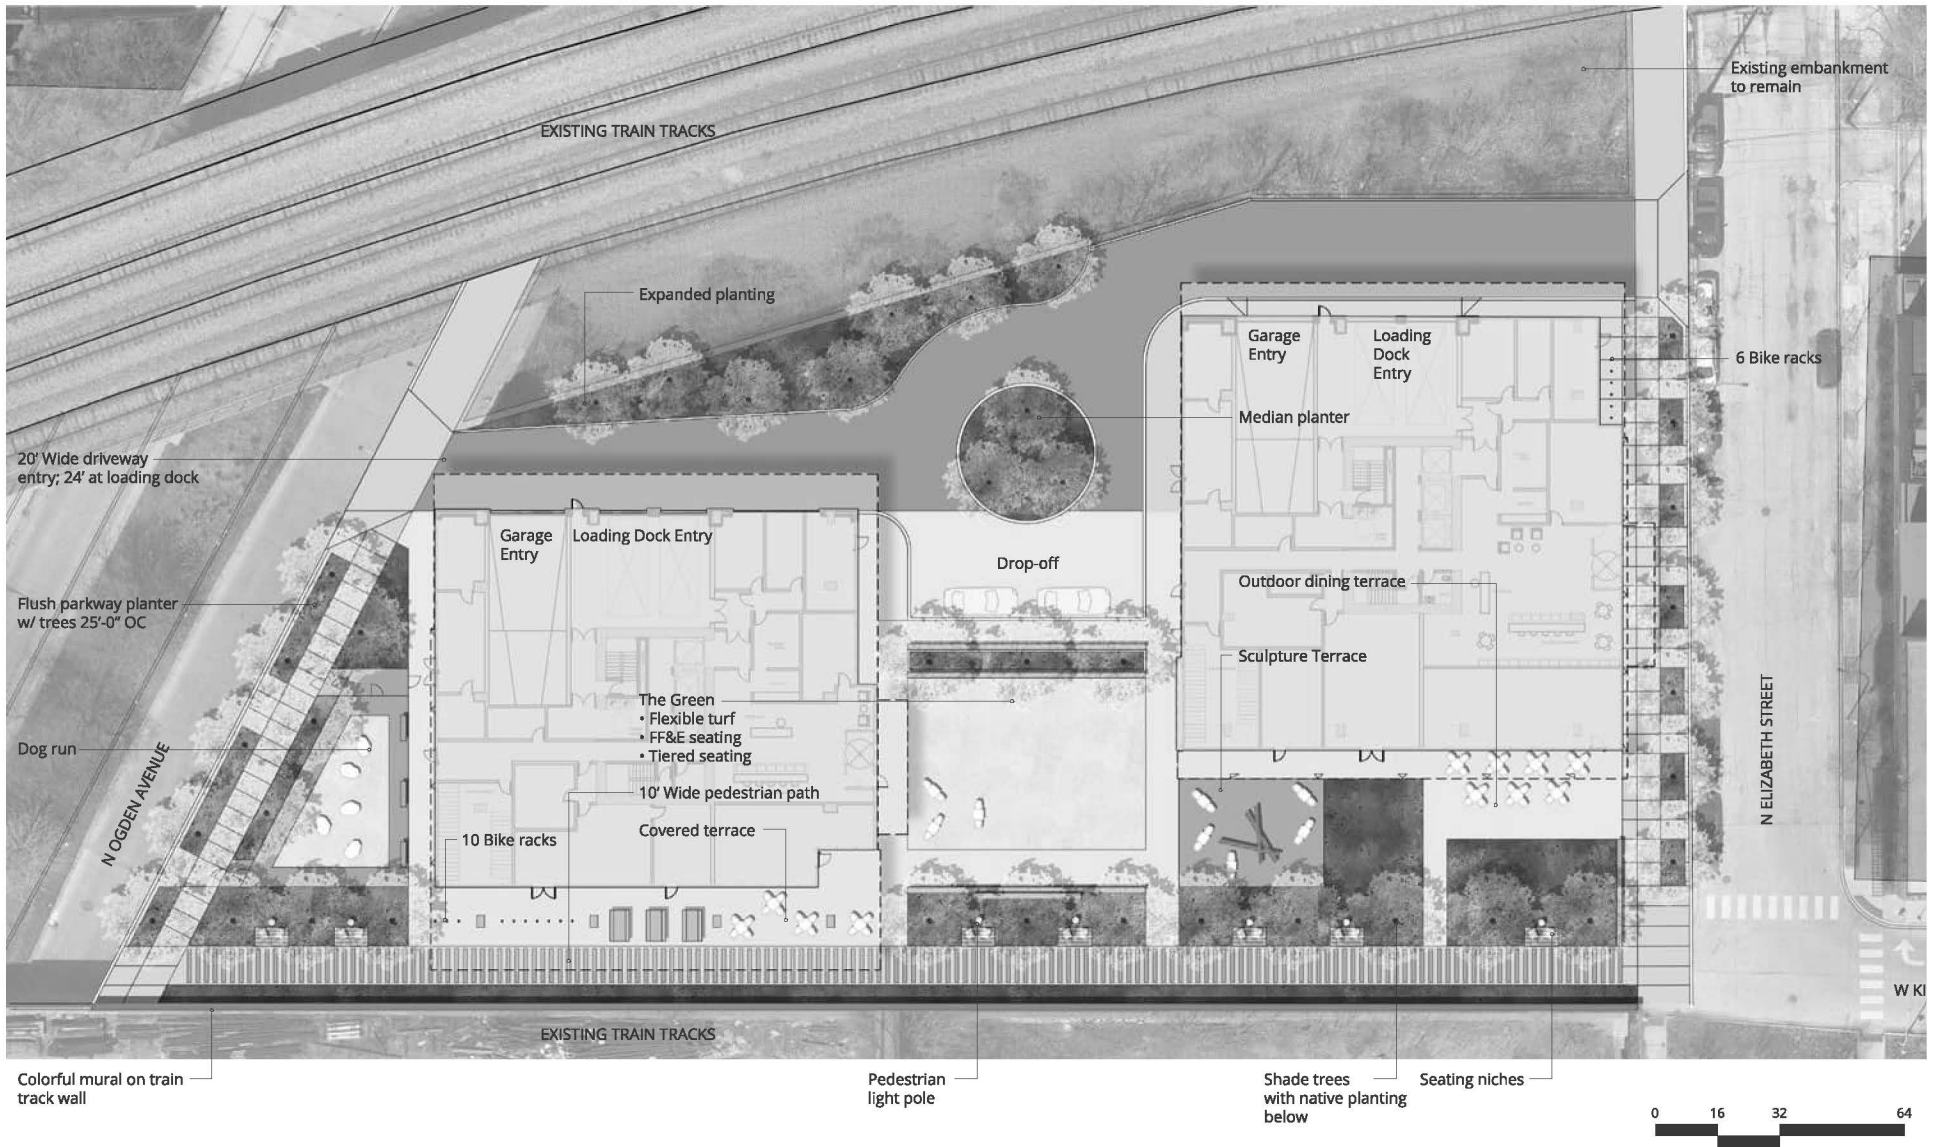 Existing embankment
to remain
EXISTING TRAIN TRACKS
Expanded planting
Garage
Entry
Loading
Dock
Entry
6 Bike racks
Median planter
20' Wide driveway
entry; 24' at loading dock
Garage
Entry
Loading Dock Entry
Drop-off
Outdoor dining terrace
Flush parkway planter
w/ trees 25'-0" OC
Sculpture Terrace
The Green
• Flexible turf
• FF&E seating
• Tiered seating
N ELIZABETH STREET
Dog run
N OGDEN AVENUE
10' Wide pedestrian path
10 Bike racks
Covered terrace
W KI
EXISTING TRAIN TRACKS
Colorful mural on train
track wall
Pedestrian
light pole
Shade trees
with native planting
below
Seating niches
0 16 32 64